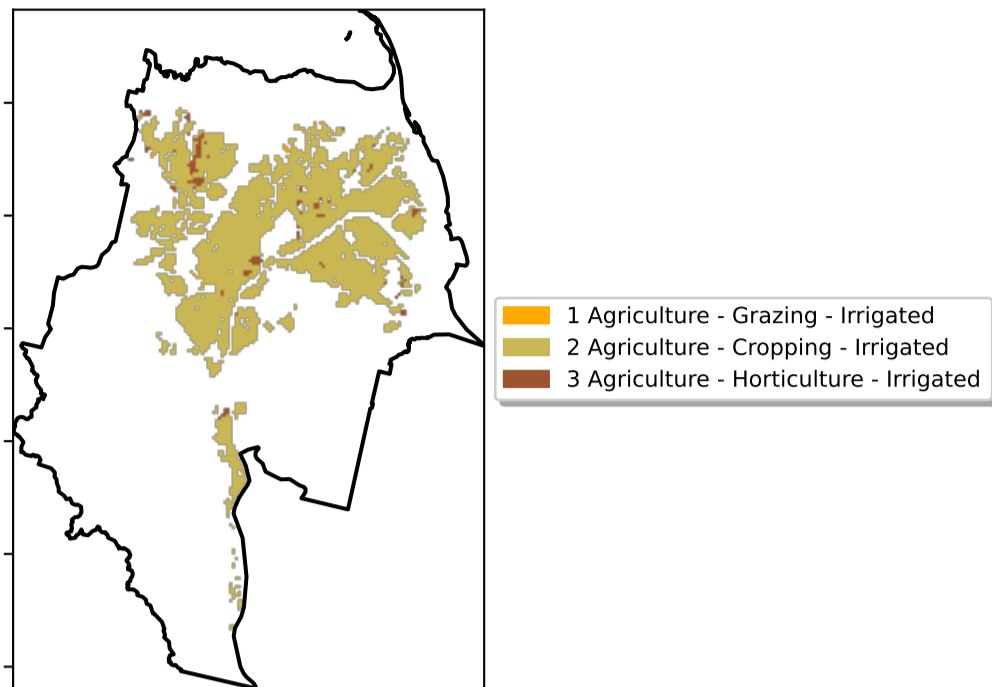 1 Agriculture - Grazing - Irrigated
2 Agriculture - Cropping - Irrigated
3 Agriculture - Horticulture - Irrigated